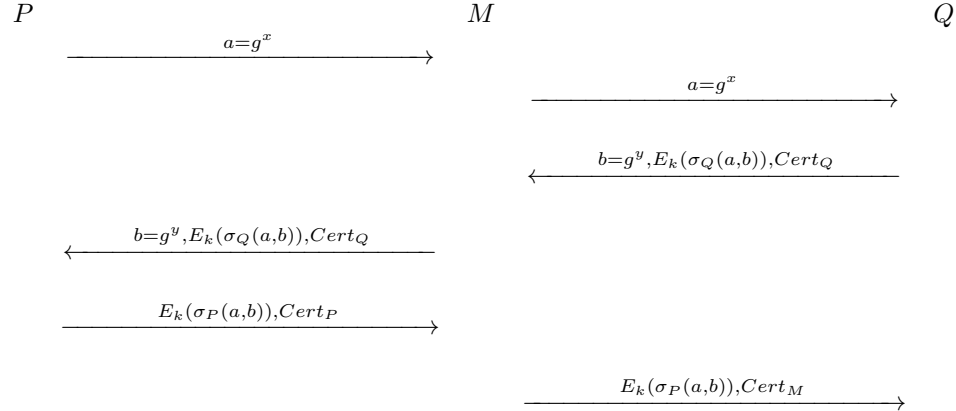 P M Q
a=g^x
a=g^x
b=g^y,E_k(σ_Q(a,b)),Cert_Q
b=g^y,E_k(σ_Q(a,b)),Cert_Q
E_k(σ_P(a,b)),Cert_P
E_k(σ_P(a,b)),Cert_M